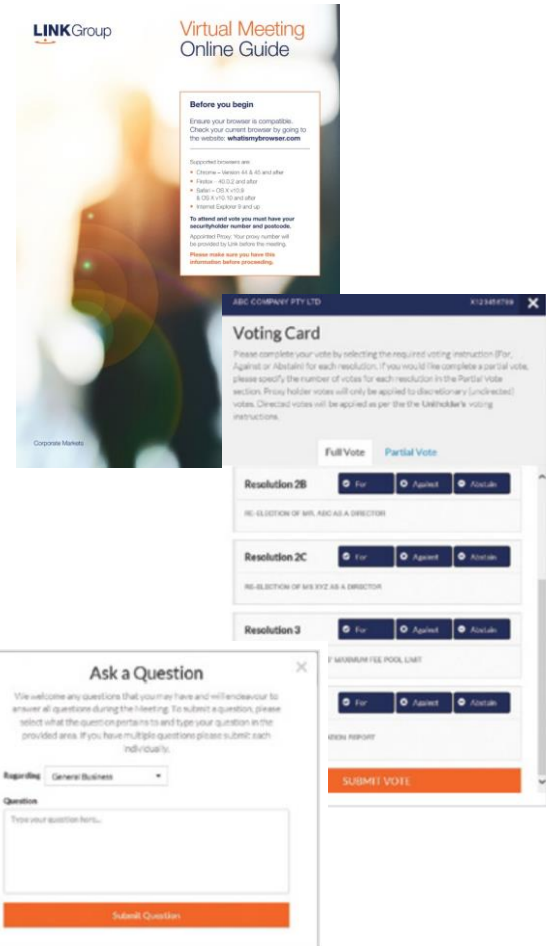 LINKGroup
Virtual Meeting
Online Guide
Before you begin
Ensure your browser is compatible.
Check your current browser by going to
the website: whatismybrowser.com
Supported browsers are:
• Chrome – Version 44 & 45 and after
• Firefox – 40.0.2 and after
• Safari – OS X v10.9
& OS X v10.10 and after
• Internet Explorer 9 and up
To attend and vote you must have your
securityholder number and postcode.
Appointed Proxy: Your proxy number will
be provided by Link before the meeting.
Please make sure you have this
information before proceeding.
Corporate Markets
ABC COMPANY PTY LTD X123456789
Voting Card
Please complete your vote by selecting the required voting instruction (For,
Against or Abstain) for each resolution. If you would like complete a partial vote,
please specify the number of votes for each resolution in the Partial Vote
section. Proxy holder votes will only be applied to discretionary (undirected)
votes. Directed votes will be applied as per the the Unitholder's voting
instructions.
Full Vote Partial Vote
Resolution 2B For Against Abstain
RE-ELECTION OF MR. ABC AS A DIRECTOR
Resolution 2C For Against Abstain
RE-ELECTION OF MS XYZ AS A DIRECTOR
Resolution 3 For Against Abstain
MAXIMUM FEE POOL LIMIT
For Against Abstain
REPORT
SUBMIT VOTE
Ask a Question
We welcome any questions that you may have and will endeavour to
answer all questions during the Meeting. To submit a question, please
select what the question pertains to and type your question in the
provided area. If you have multiple questions please submit each
individually.
Regarding General Business
Question
Type your question here...
Submit Question